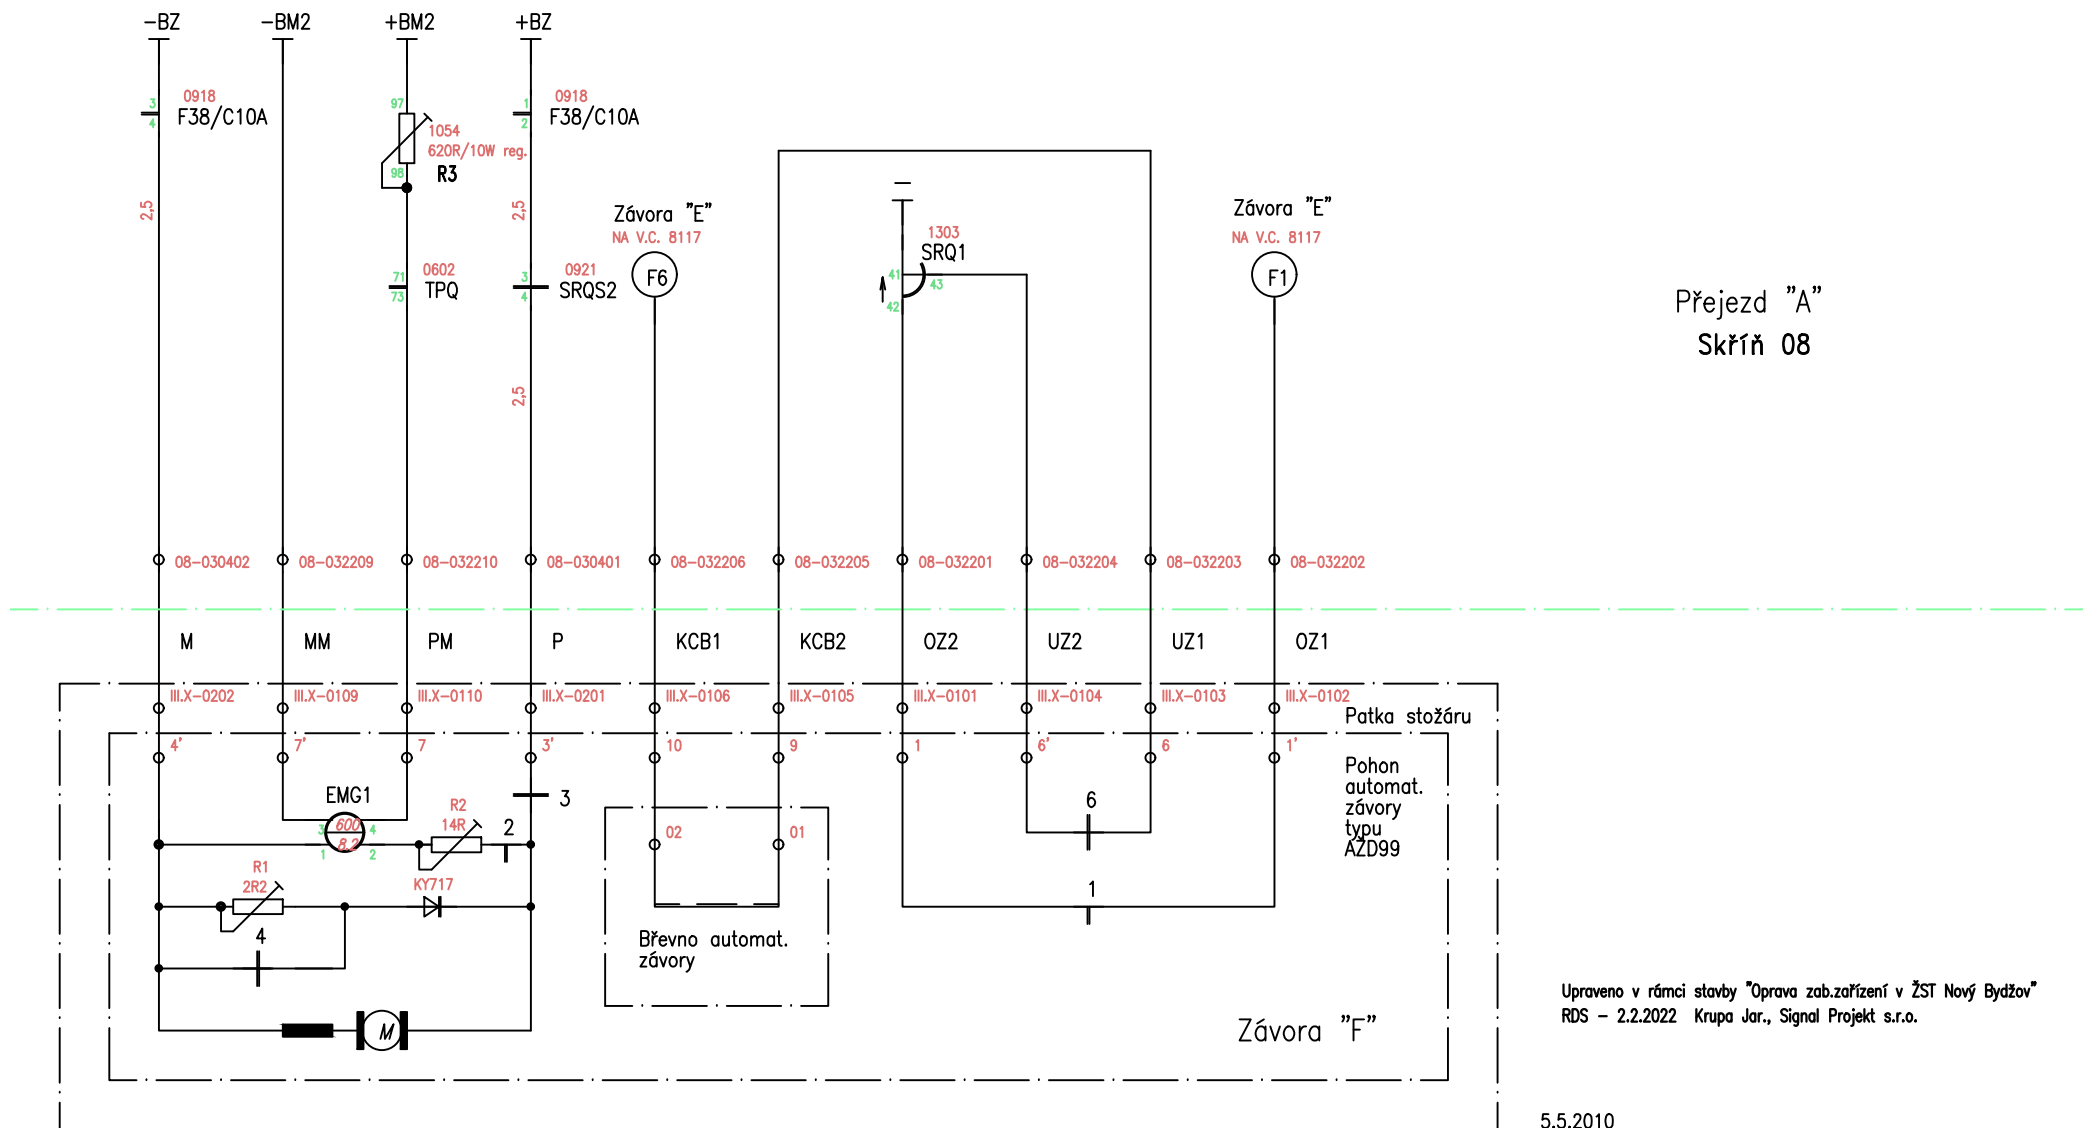 -BZ
-BM2
+BM2
+BZ
3
4
0918
F38/C10A
97
98
1054
620R/10W reg.
R3
1
2
0918
F38/C10A
2,5
2,5
2,5
Závora "E"
NA V.C. 8117
F6
1303
SRQ1
41
42
43
Závora "E"
NA V.C. 8117
F1
71
73
0602
TPQ
3
4
0921
SRQS2
Přejezd "A"
Skříň 08
08-030402
08-032209
08-032210
08-030401
08-032206
08-032205
08-032201
08-032204
08-032203
08-032202
M
MM
PM
P
KCB1
KCB2
OZ2
UZ2
UZ1
OZ1
III.X-0202
III.X-0109
III.X-0110
III.X-0201
III.X-0106
III.X-0105
III.X-0101
III.X-0104
III.X-0103
III.X-0102
Patka stožáru
4'
7'
7
3'
10
9
1
6'
6
1'
Pohon
automat.
závory
typu
AŽD99
EMG1
3
600
4
1
8,2
2
R2
14R
2
3
02
01
6
1
R1
2R2
KY717
4
Břevno automat.
závory
M
Závora "F"
Upraveno v rámci stavby "Oprava zab.zařízení v ŽST Nový Bydžov"
RDS - 2.2.2022 Krupa Jar., Signal Projekt s.r.o.
5.5.2010